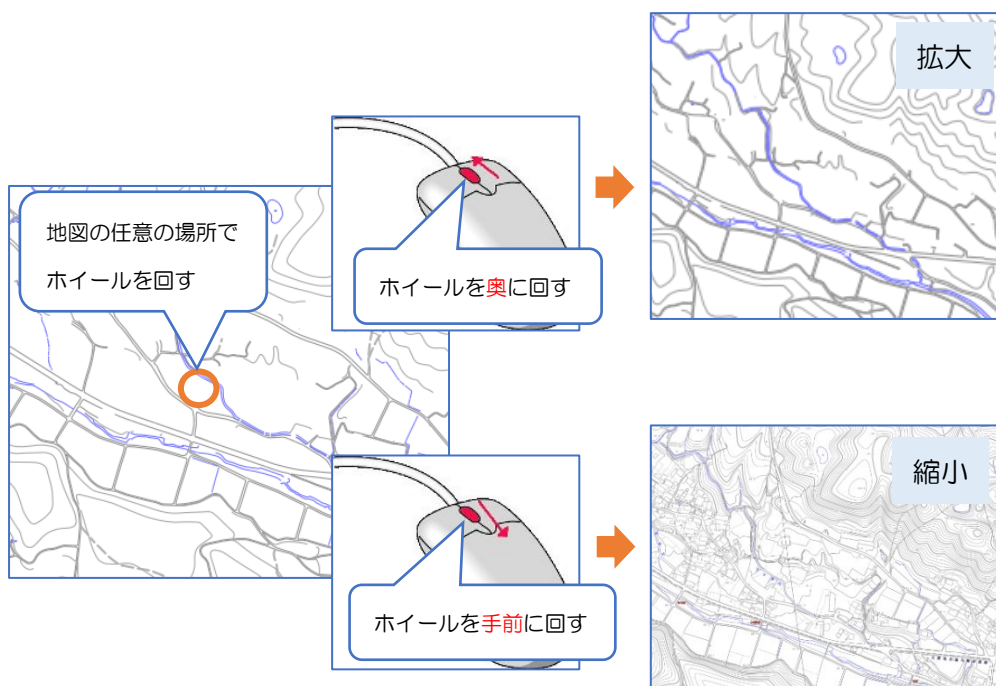 地図の任意の場所で
ホイールを回す
ホイールを奥に回す
拡大
ホイールを手前に回す
縮小